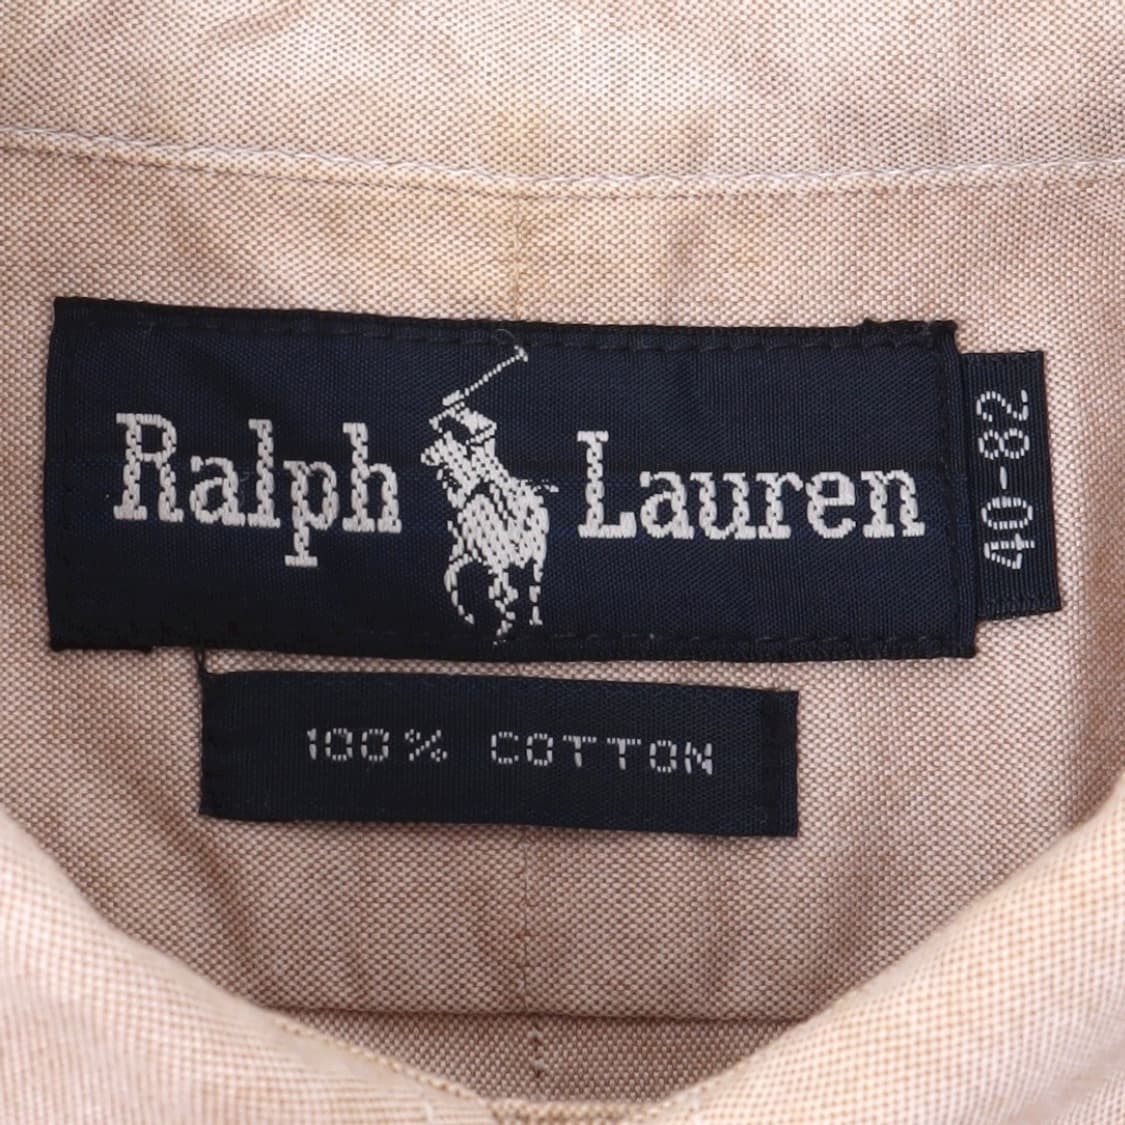 Ralph Lauren
40-82
100% COTTON